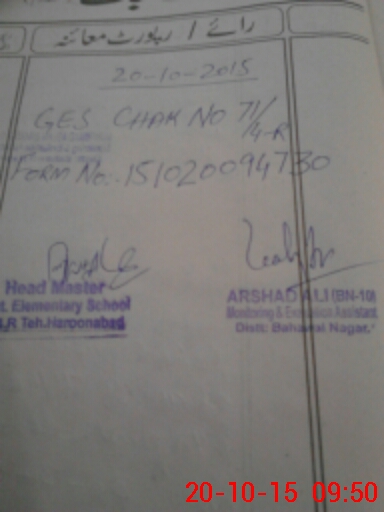 رائے / رپورٹ معائنہ
20-10-2015
GES CHAK NO 71/4-R
FORM No.. 151020094730
Head Master
t. Elementary School
4,R Teh.Haroonabad
ARSHAD ALI (BN-10)
Monitoring & Evaluation Assistant
Distt: Bahawal Nagar.
20-10-15 09:50